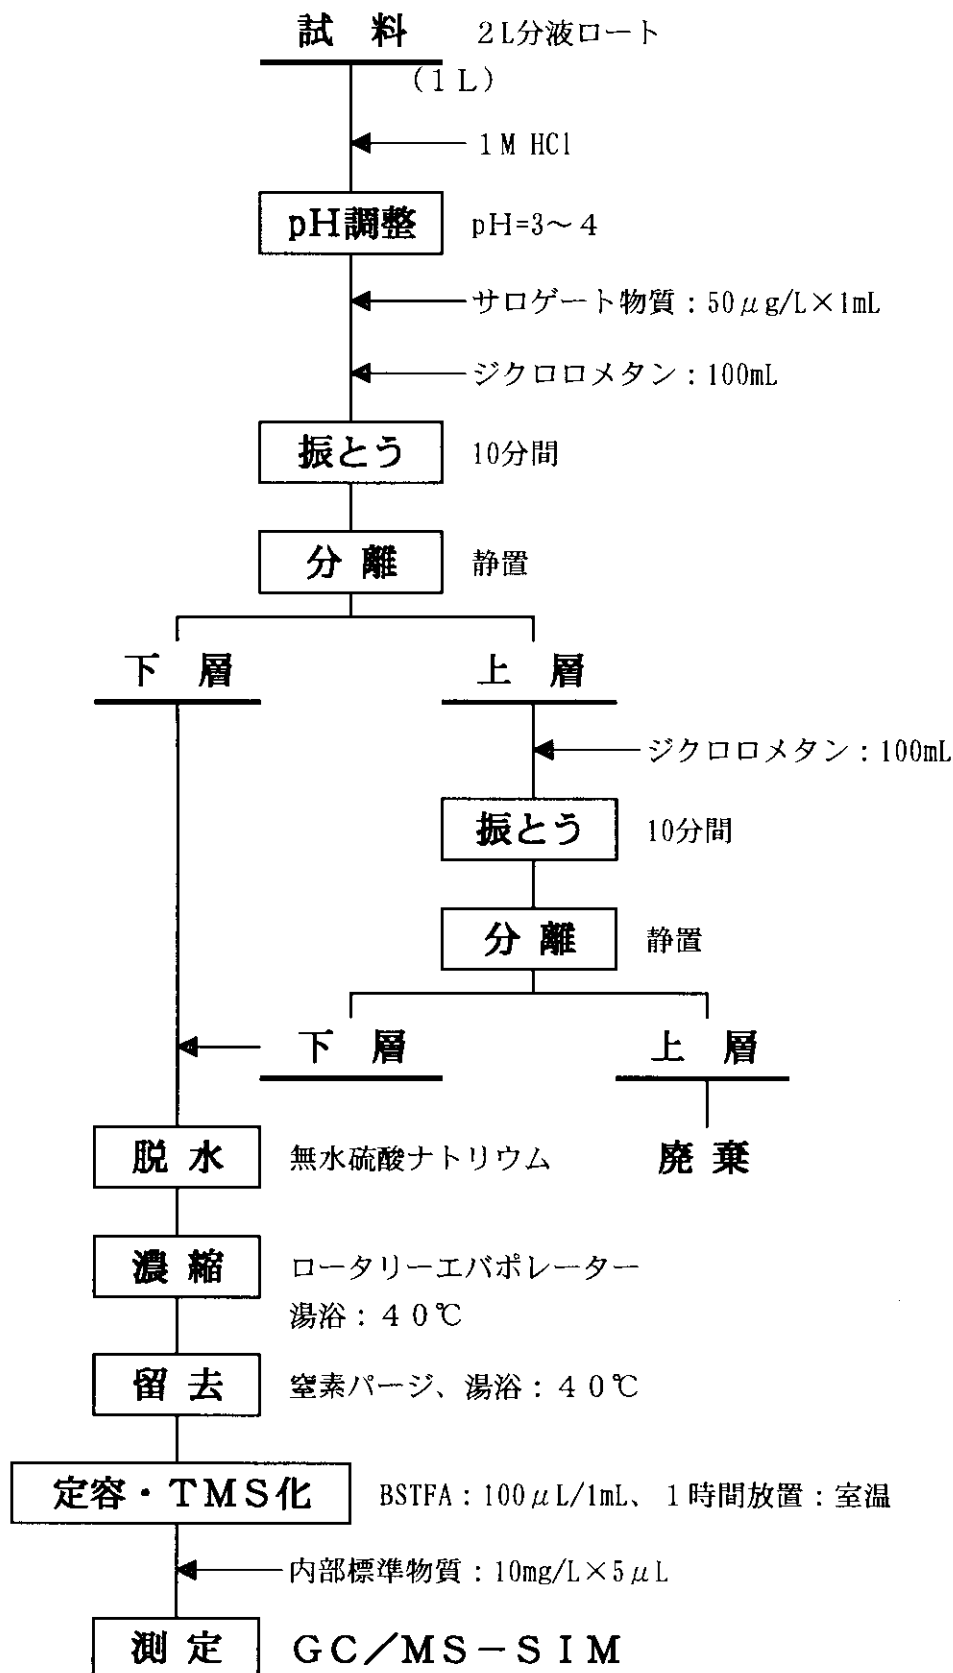 試 料 2L分液ロート
(1L)
1M HCl
pH調整 pH=3~4
サロゲート物質:50μg/L×1mL
ジクロロメタン:100mL
振とう 10分間
分 離 静置
下 層 上 層
ジクロロメタン:100mL
振とう 10分間
分 離 静置
下 層 上 層
脱 水 無水硫酸ナトリウム 廃 棄
濃 縮 ロータリーエバポレーター
湯浴:40℃
留 去 窒素パージ、湯浴:40℃
定容・TMS化 BSTFA:100μL/1mL、1時間放置:室温
内部標準物質:10mg/L×5μL
測 定 GC/MS-SIM